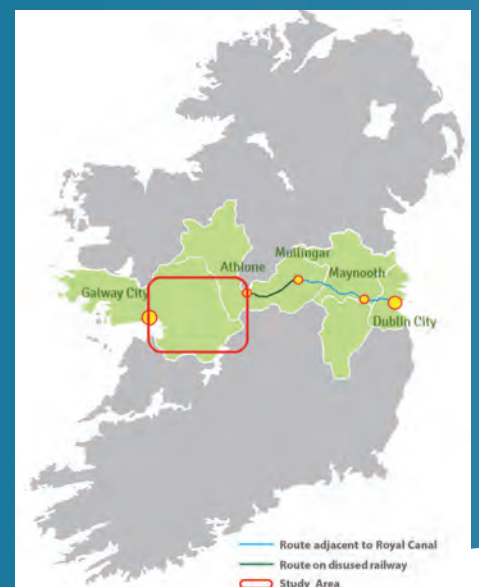 Mullingar
Athlone
Maynooth
Galway City
Dublin City
Route adjacent to Royal Canal
Route on disused railway
Study Area